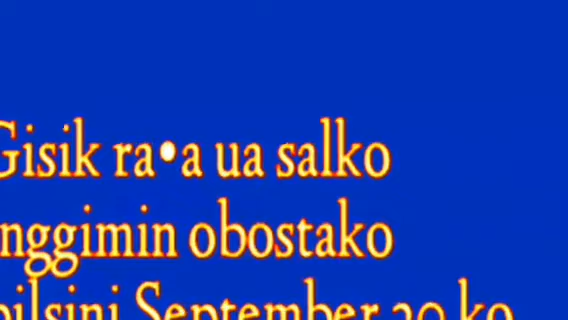 Gisik ra•a ua salko
nggimin obostako
September 20 ko